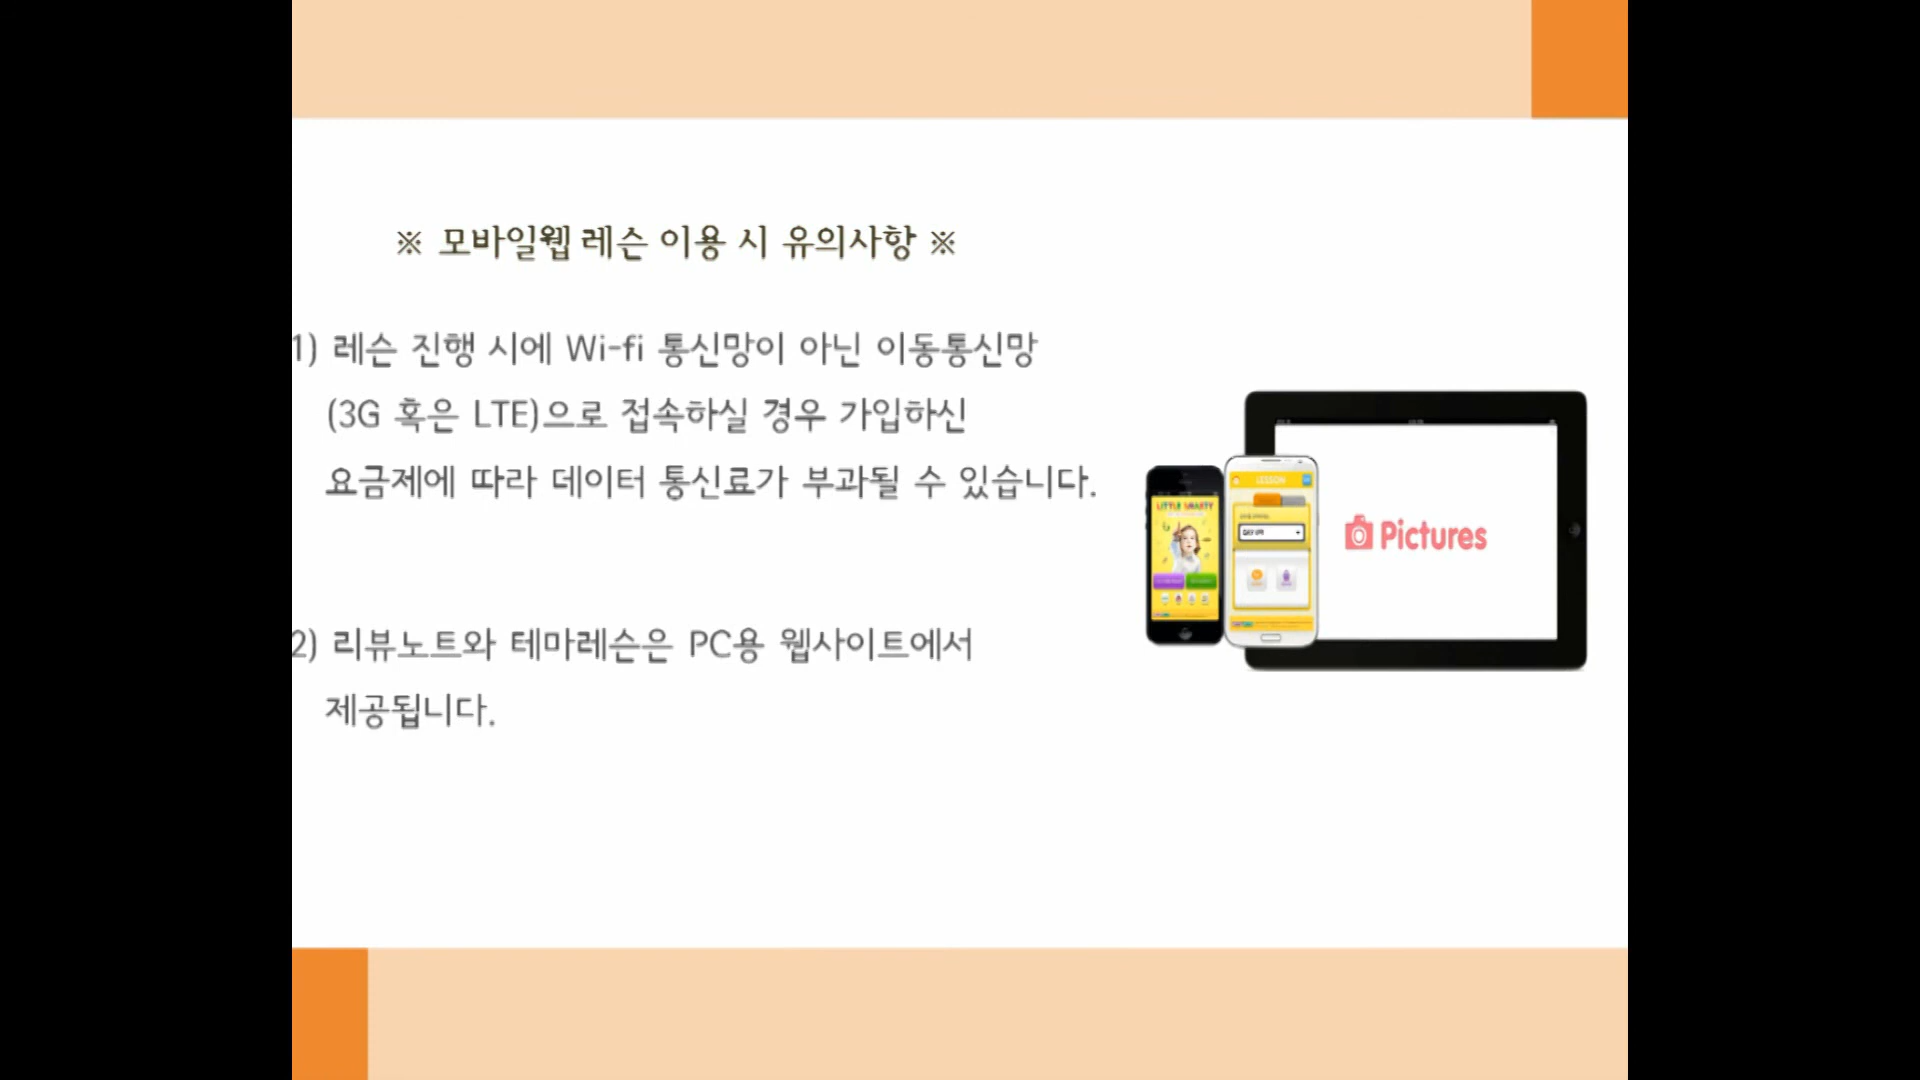 ※ 모바일웹 레슨 이용 시 유의사항 ※
1) 레슨 진행 시에 Wi-fi 통신망이 아닌 이동통신망
(3G 혹은 LTE)으로 접속하실 경우 가입하신
요금제에 따라 데이터 통신료가 부과될 수 있습니다.
LITTLE SMARTY
LESSON
Pictures
2) 리뷰노트와 테마레슨은 PC용 웹사이트에서
제공됩니다.